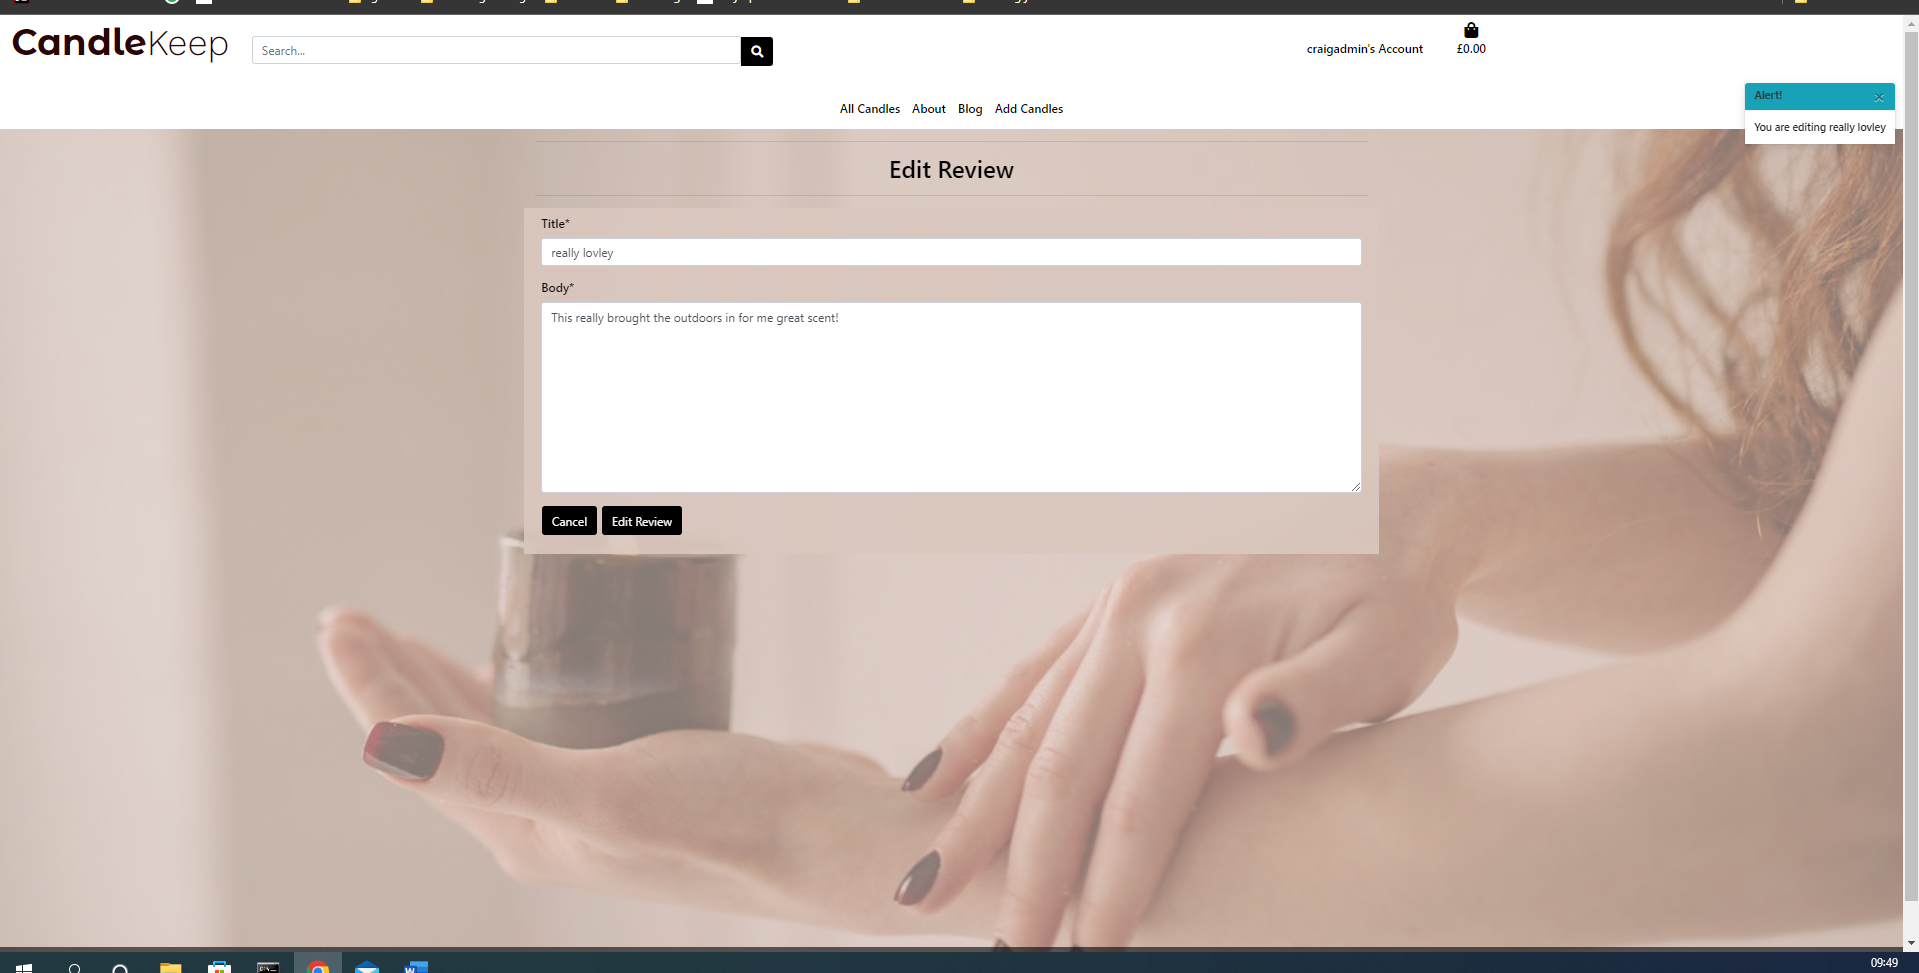 CandleKeep
Search...
craigadmin's Account
£0.00
All Candles About Blog Add Candles
Alert!
×
You are editing really lovley
Edit Review
Title*
really lovley
Body*
This really brought the outdoors in for me great scent!
Cancel Edit Review
09:49